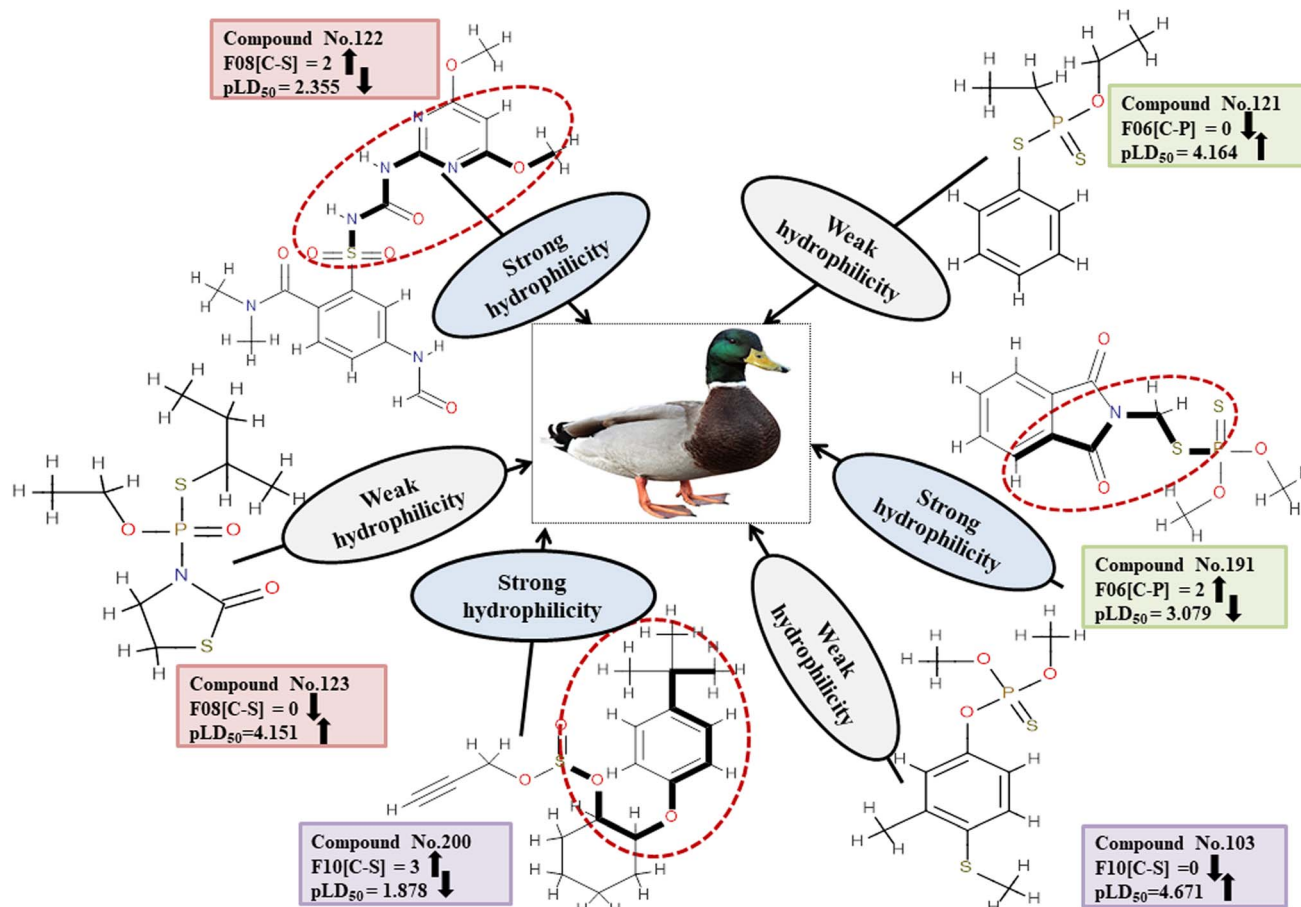 Compound No.122
F08[C-S] = 2
pLD50 = 2.355
Compound No.121
F06[C-P] = 0
pLD50 = 4.164
Strong
hydrophilicity
Weak
hydrophilicity
Weak
hydrophilicity
Strong
hydrophilicity
Strong
hydrophilicity
Weak
hydrophilicity
Compound No.191
F06[C-P] = 2
pLD50 = 3.079
Compound No.123
F08[C-S] = 0
pLD50=4.151
Compound No.200
F10[C-S] = 3
pLD50 = 1.878
Compound No.103
F10[C-S] =0
pLD50=4.671